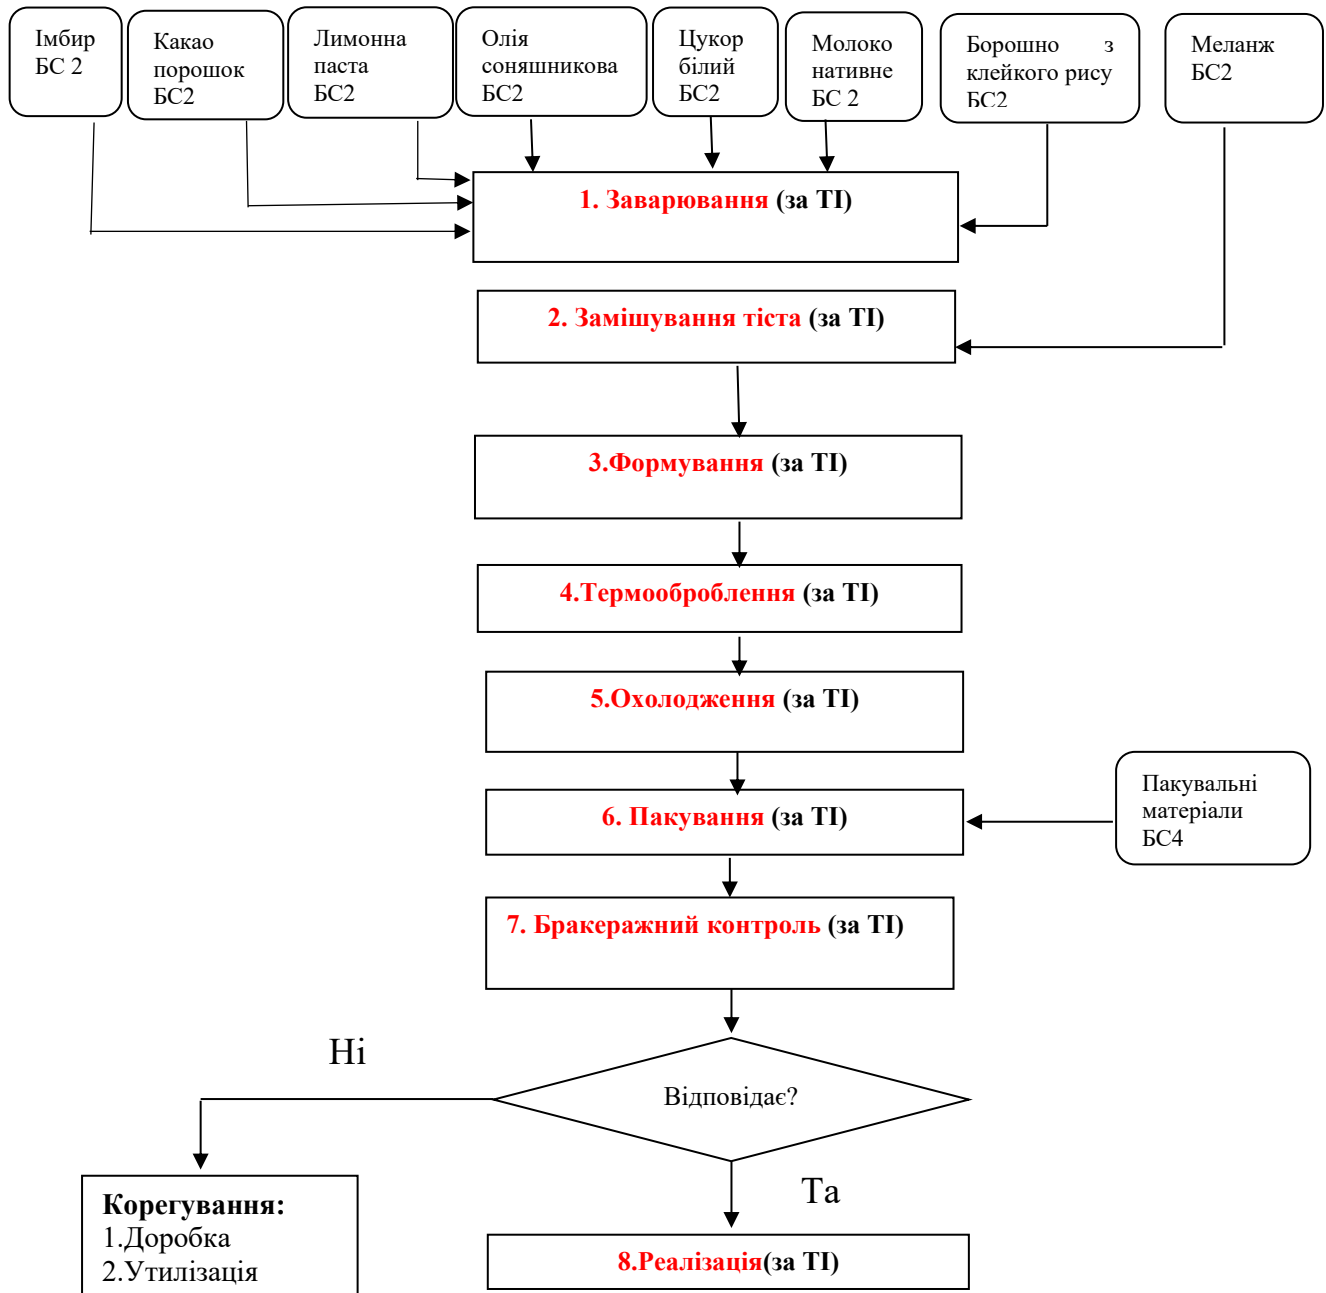 Імбир
БС 2
Какао
порошок
БС2
Лимонна
паста
БС2
Олія
соняшникова
БС2
Цукор
білий
БС2
Молоко
нативне
БС 2
Борошно з
клейкого рису
БС2
Меланж
БС2
1. Заварювання (за ТІ)
2. Замішування тіста (за ТІ)
3.Формування (за ТІ)
4.Термооброблення (за ТІ)
5.Охолодження (за ТІ)
6. Пакування (за ТІ)
Пакувальні
матеріали
БС4
7. Бракеражний контроль (за ТІ)
Ні
Відповідає?
Та
Корегування:
1.Доробка
2.Утилізація
8.Реалізація(за ТІ)